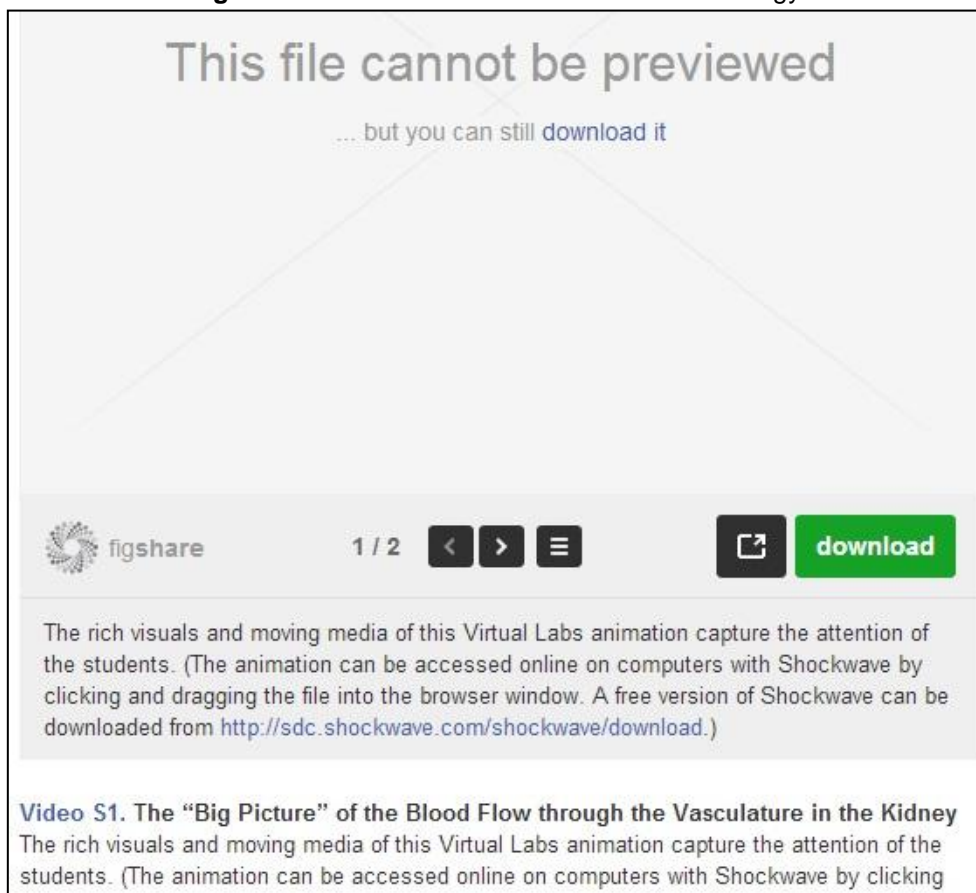 This file cannot be previewed
... but you can still download it
figshare
1 / 2
download
The rich visuals and moving media of this Virtual Labs animation capture the attention of
the students. (The animation can be accessed online on computers with Shockwave by
clicking and dragging the file into the browser window. A free version of Shockwave can be
downloaded from http://sdc.shockwave.com/shockwave/download.)
Video S1. The “Big Picture” of the Blood Flow through the Vasculature in the Kidney
The rich visuals and moving media of this Virtual Labs animation capture the attention of the
students. (The animation can be accessed online on computers with Shockwave by clicking